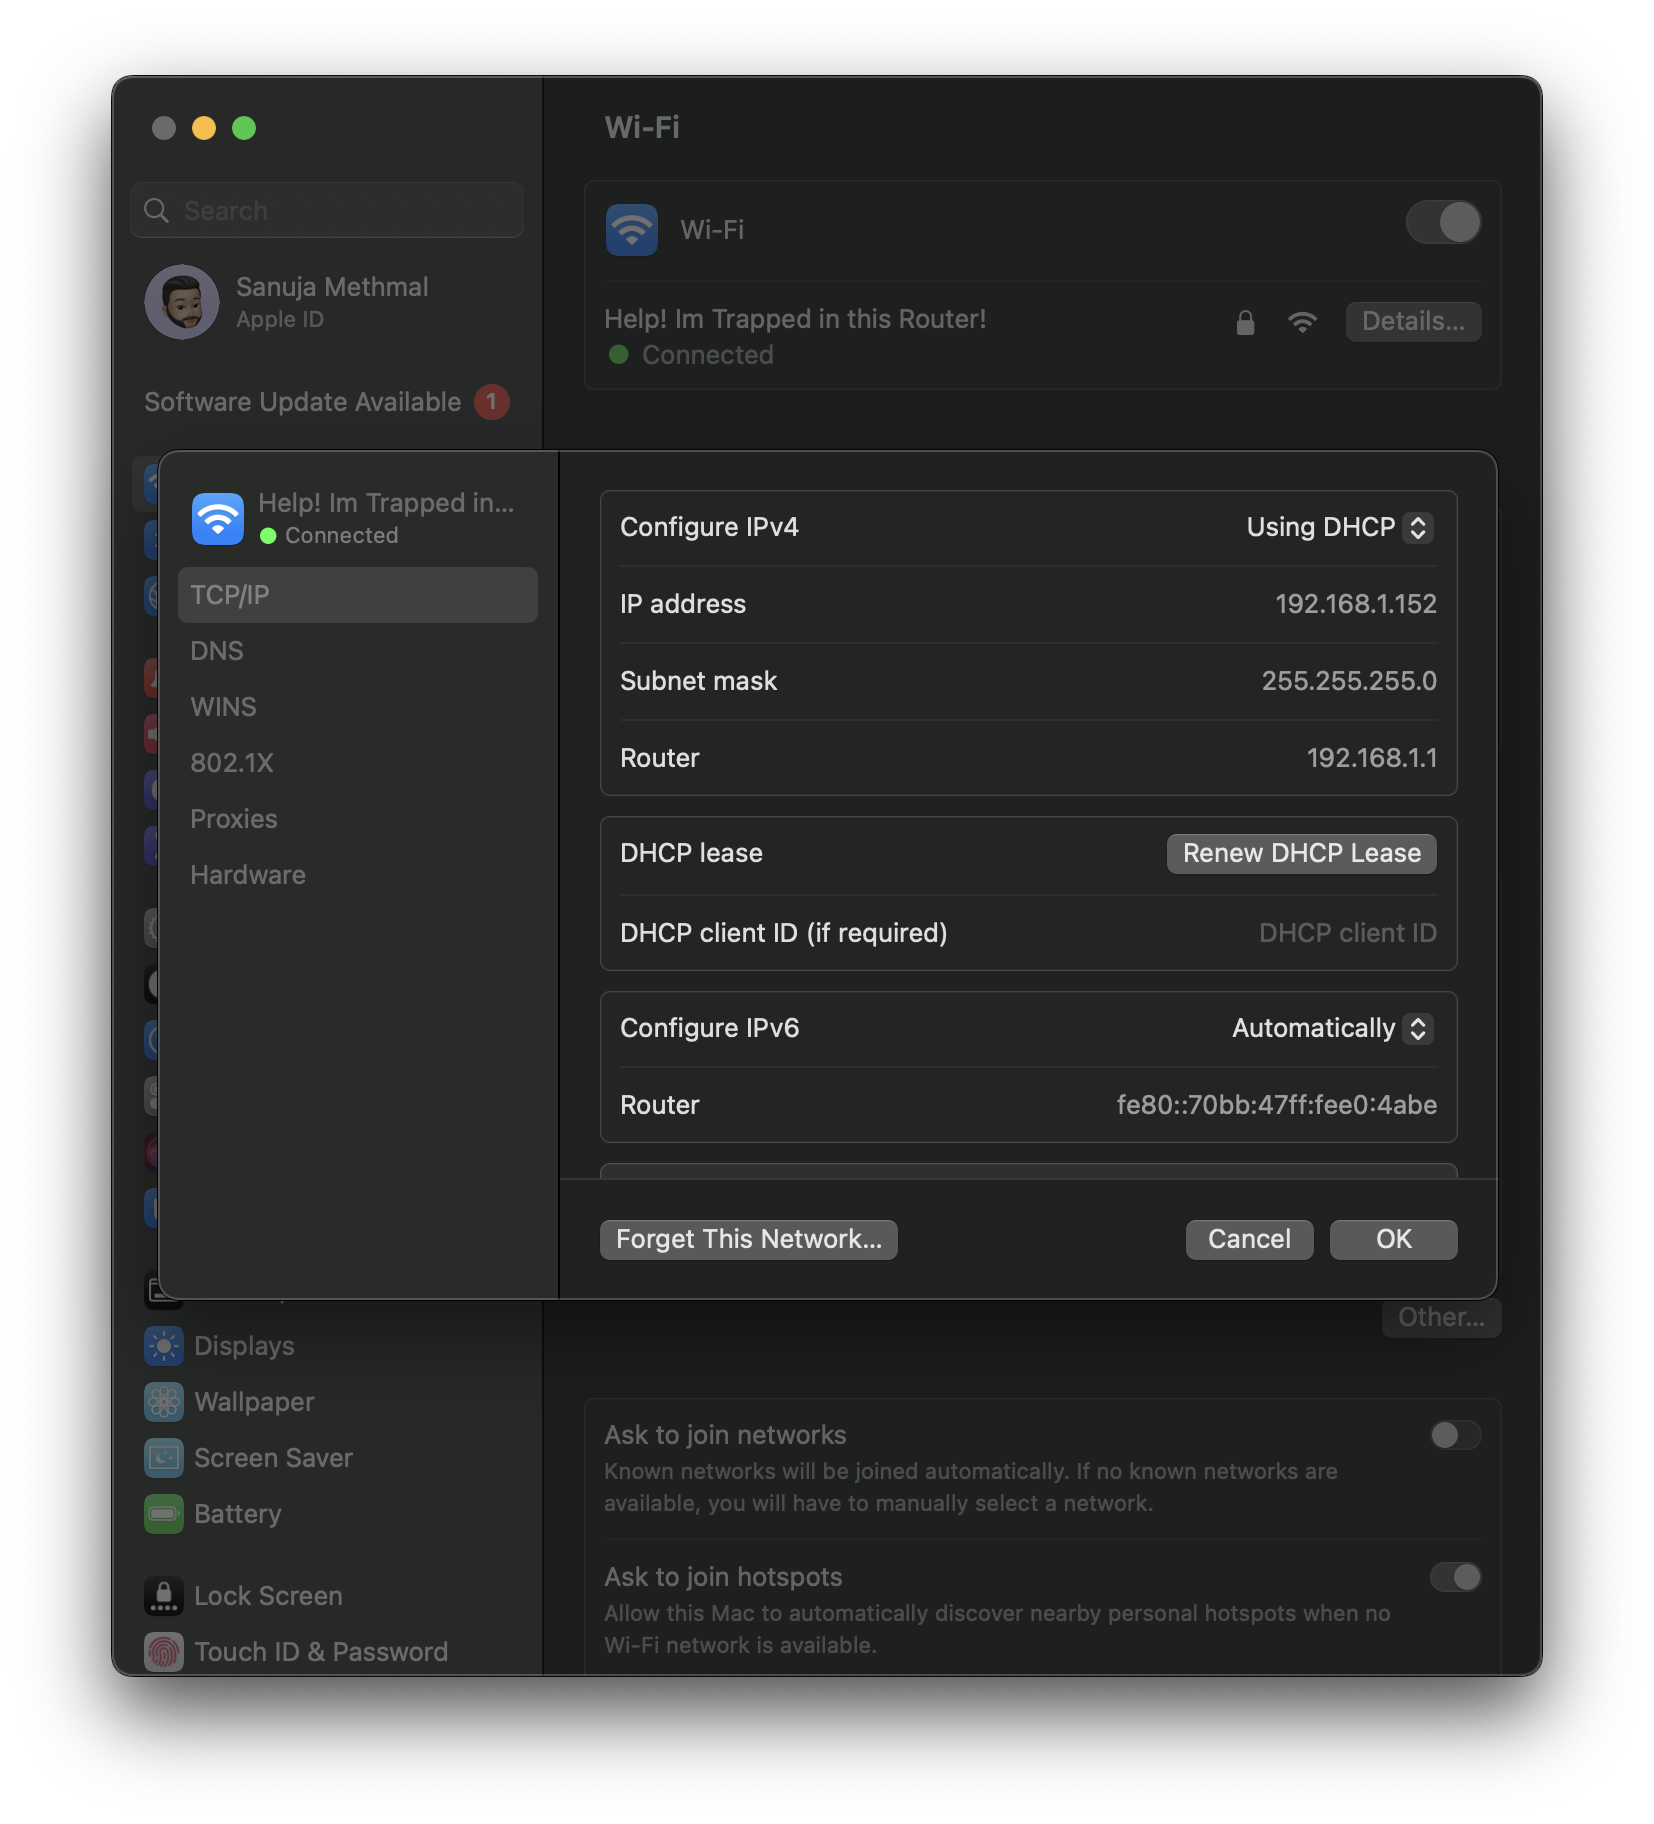 Wi-Fi
Search
Sanuja Methmal
Apple ID
Software Update Available 1
Wi-Fi
Help! Im Trapped in this Router!
Details...
Connected
Help! Im Trapped in...
Connected
TCP/IP
DNS
WINS
802.1X
Proxies
Hardware
Configure IPv4
Using DHCP
IP address
192.168.1.152
Subnet mask
255.255.255.0
Router
192.168.1.1
DHCP lease
Renew DHCP Lease
DHCP client ID (if required)
DHCP client ID
Configure IPv6
Automatically
Router
fe80::70bb:47ff:fee0:4abe
Forget This Network...
Cancel
OK
Other...
Displays
Wallpaper
Screen Saver
Battery
Lock Screen
Touch ID & Password
Ask to join networks
Known networks will be joined automatically. If no known networks are
available, you will have to manually select a network.
Ask to join hotspots
Allow this Mac to automatically discover nearby personal hotspots when no
Wi-Fi network is available.